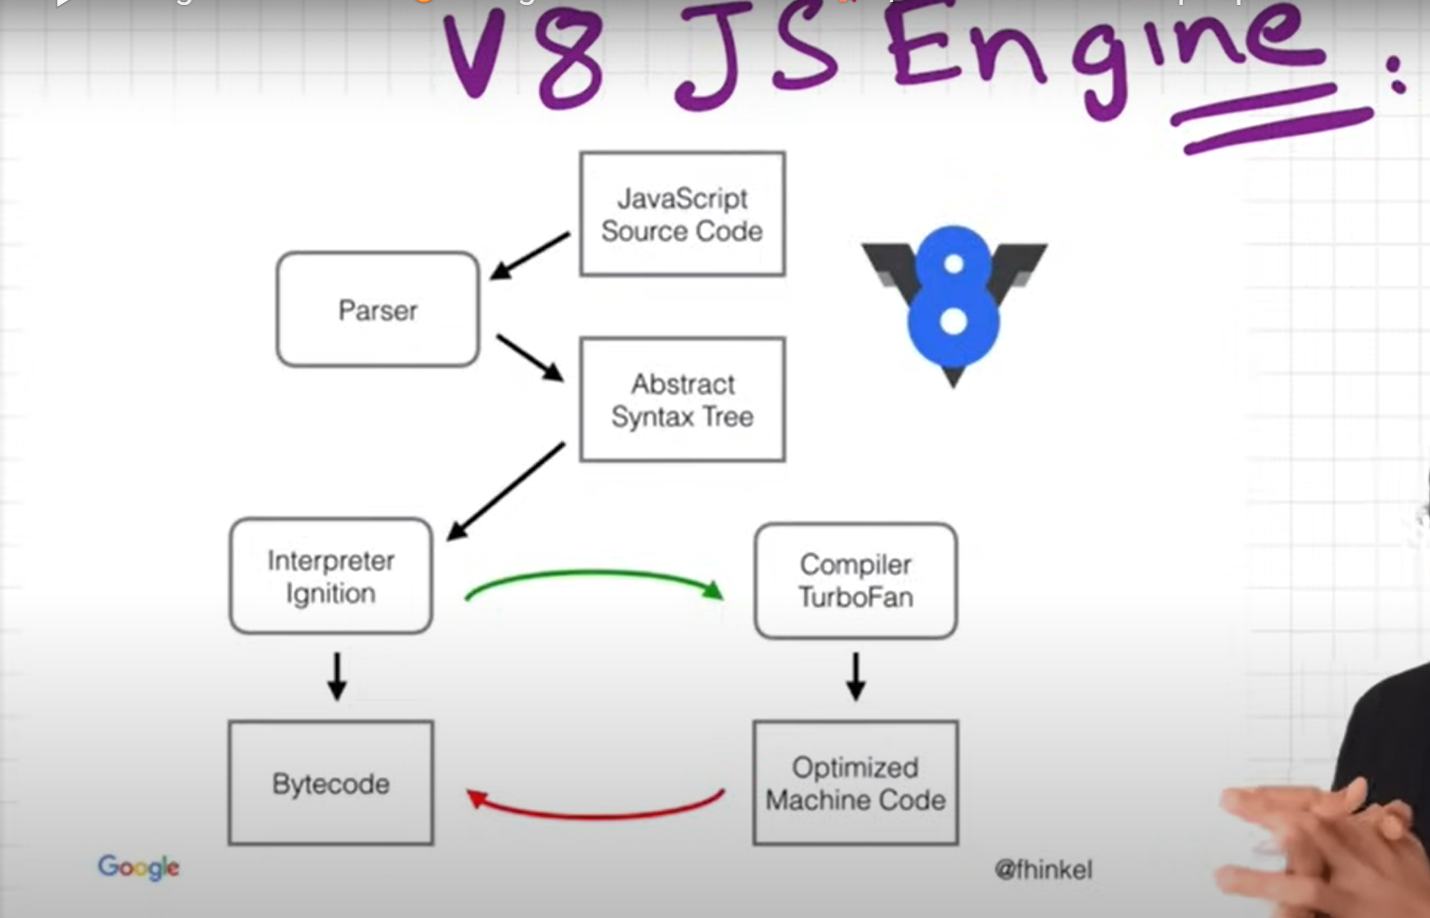 V8 JS Engine :
JavaScript
Source Code
Parser
Abstract
Syntax Tree
Interpreter
Ignition
Compiler
TurboFan
Bytecode
Optimized
Machine Code
Google
@fhinkel